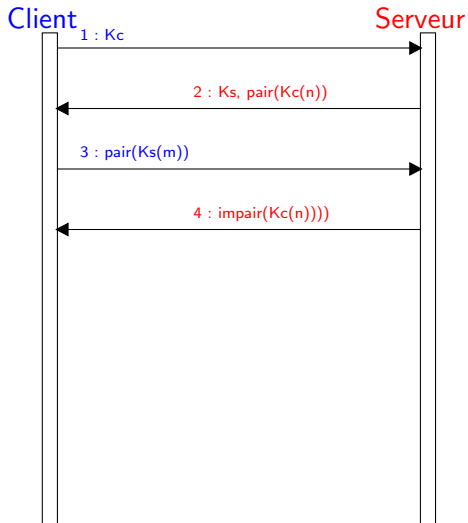 Client
Serveur
1 : Kc
2 : Ks, pair(Kc(n))
3 : pair(Ks(m))
4 : impair(Kc(n))))